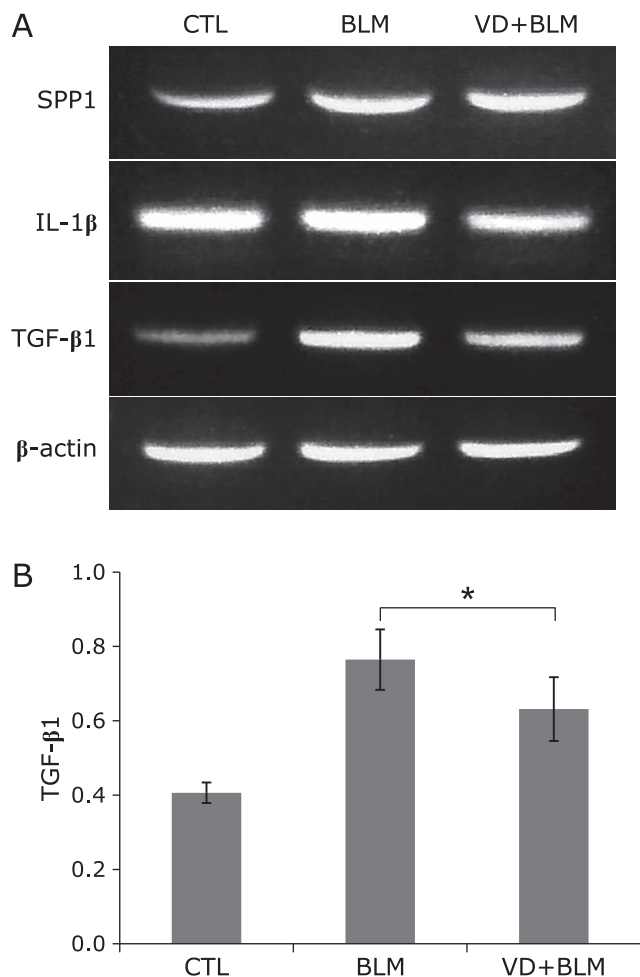 A
CTL BLM VD+BLM
SPP1
IL-1β
TGF-β1
β-actin
B
TGF-β1
1.0
0.8
0.6
0.4
0.2
0.0
*
CTL BLM VD+BLM